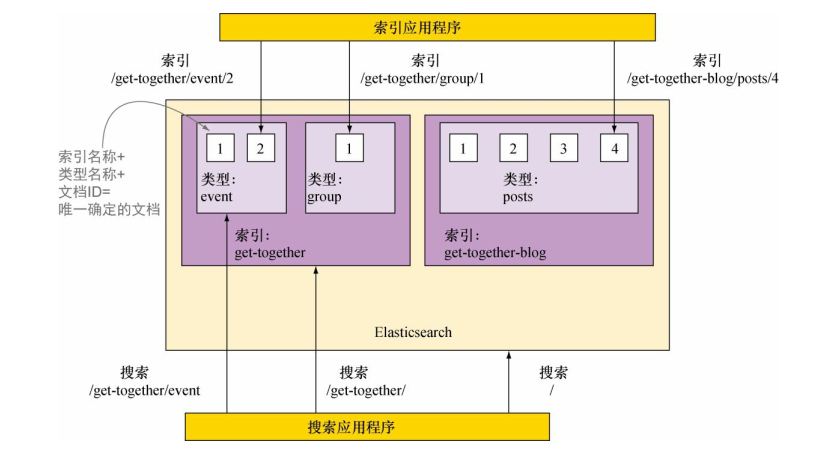 索引应用程序
索引
/get-together/event/2
索引
/get-together/group/1
索引
/get-together-blog/posts/4
索引名称+
类型名称+
文档ID=
唯一确定的文档
1
2
类型：
event
1
类型：
group
索引：
get-together
1
2
3
4
类型：
posts
索引：
get-together-blog
Elasticsearch
搜索
/get-together/event
搜索
/get-together/
搜索
/
搜索应用程序